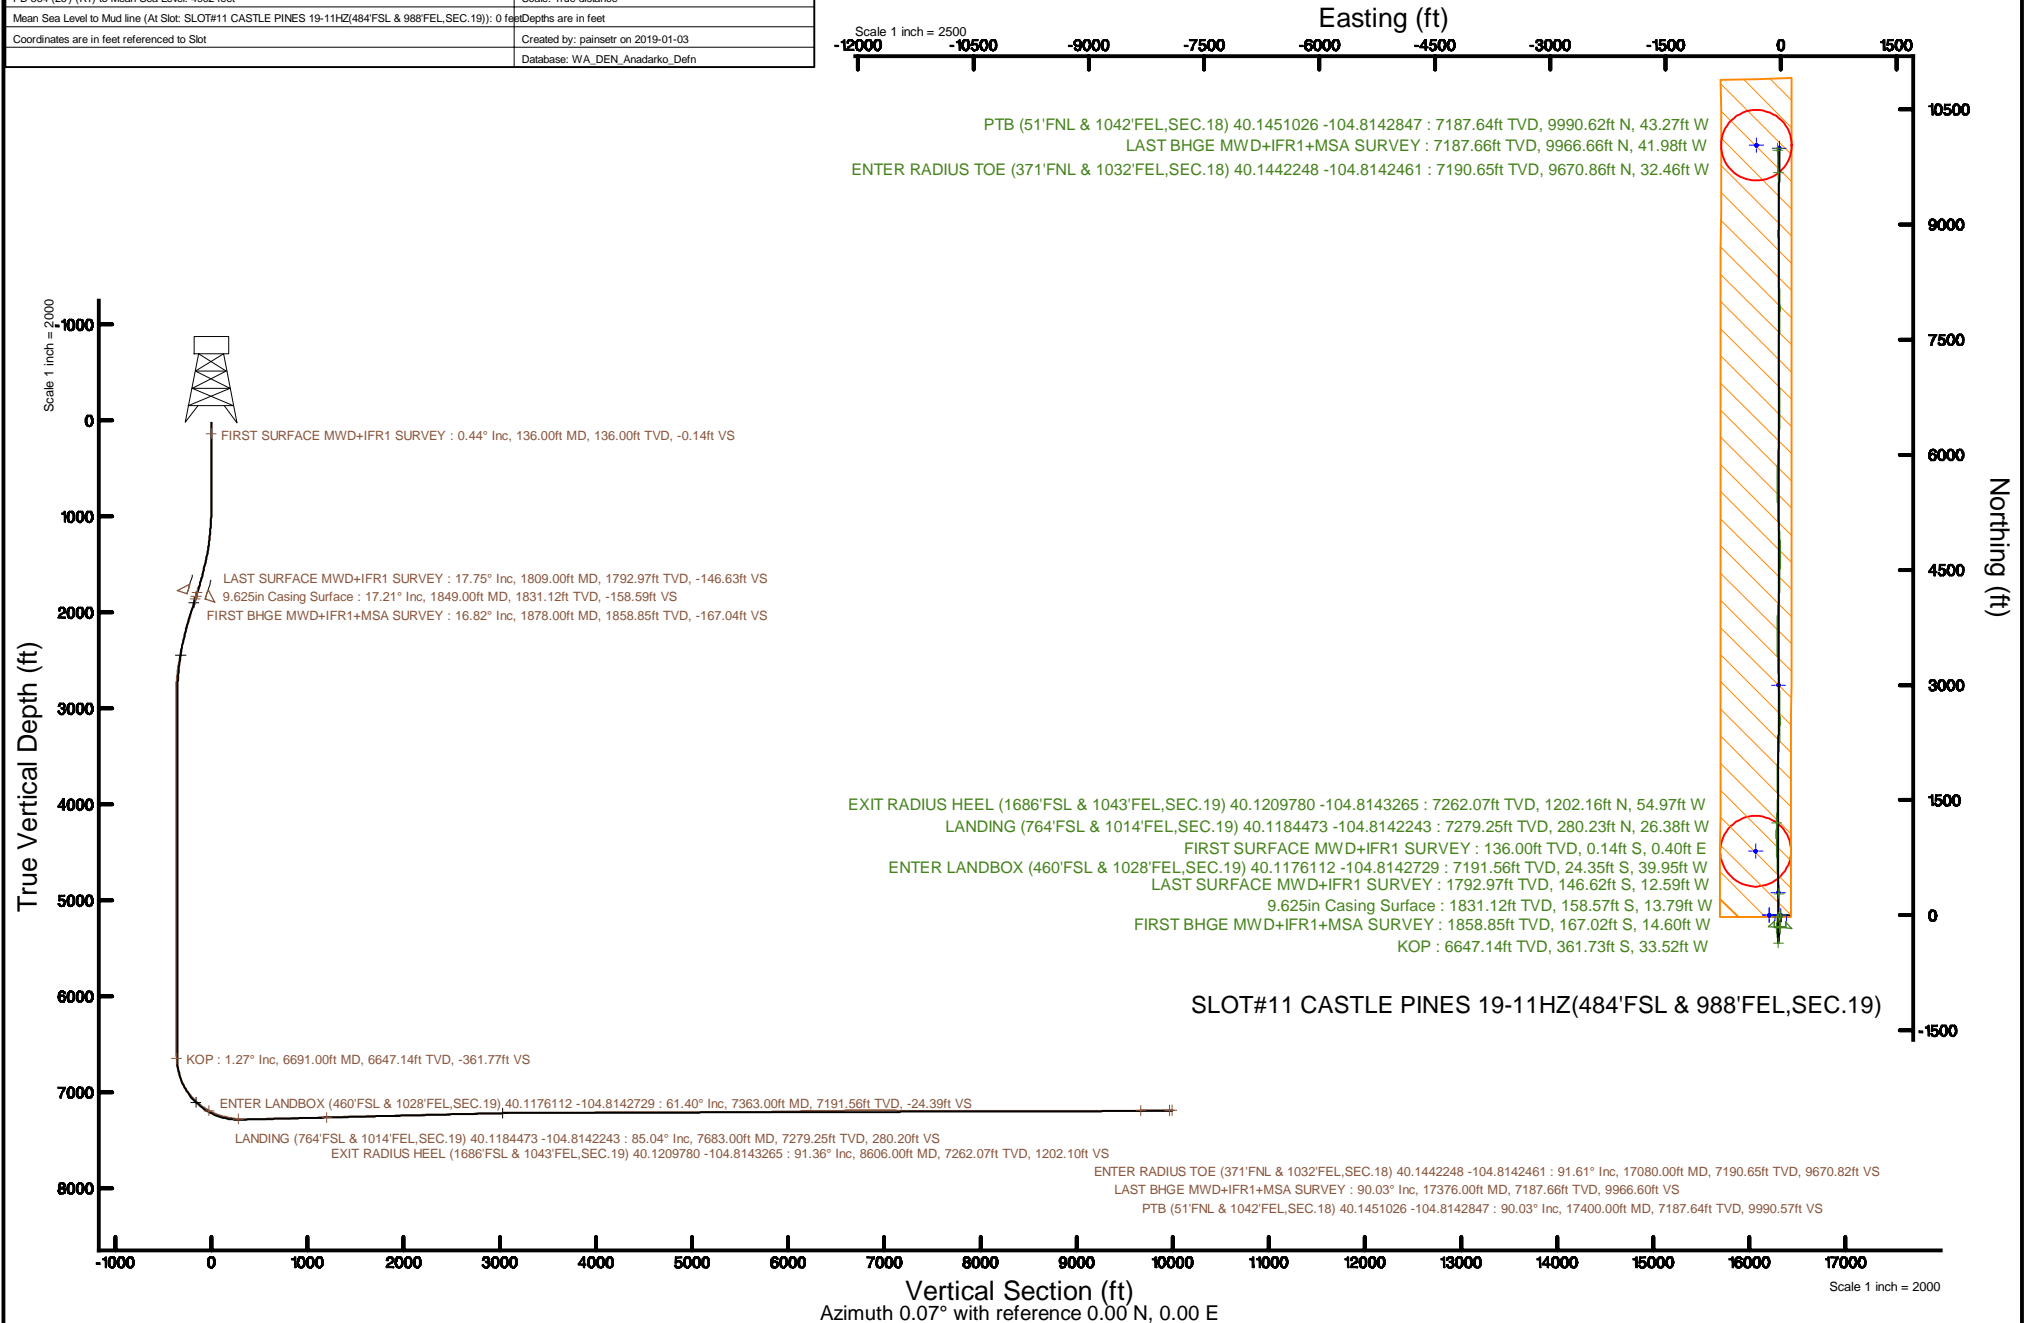 Mean Sea Level to Mud line (At Slot: SLOT#11 CASTLE PINES 19-11HZ(484'FSL & 988'FEL,SEC.19)): 0 feet
Depths are in feet
Coordinates are in feet referenced to Slot
Created by: painsetr on 2019-01-03
Database: WA_DEN_Anadarko_Defn
Easting (ft)
Scale 1 inch = 2500
-12000 -10500 -9000 -7500 -6000 -4500 -3000 -1500 0 1500
PTB (51'FNL & 1042'FEL,SEC.18) 40.1451026 -104.8142847 : 7187.64ft TVD, 9990.62ft N, 43.27ft W
LAST BHGE MWD+IFR1+MSA SURVEY : 7187.66ft TVD, 9966.66ft N, 41.98ft W
ENTER RADIUS TOE (371'FNL & 1032'FEL,SEC.18) 40.1442248 -104.8142461 : 7190.65ft TVD, 9670.86ft N, 32.46ft W
10500
9000
7500
6000
4500
3000
1500
0
-1500
Northing (ft)
EXIT RADIUS HEEL (1686'FSL & 1043'FEL,SEC.19) 40.1209780 -104.8143265 : 7262.07ft TVD, 1202.16ft N, 54.97ft W
LANDING (764'FSL & 1014'FEL,SEC.19) 40.1184473 -104.8142243 : 7279.25ft TVD, 280.23ft N, 26.38ft W
FIRST SURFACE MWD+IFR1 SURVEY : 136.00ft TVD, 0.14ft S, 0.40ft E
ENTER LANDBOX (460'FSL & 1028'FEL,SEC.19) 40.1176112 -104.8142729 : 7191.56ft TVD, 24.35ft S, 39.95ft W
LAST SURFACE MWD+IFR1 SURVEY : 1792.97ft TVD, 146.62ft S, 12.59ft W
9.625in Casing Surface : 1831.12ft TVD, 158.57ft S, 13.79ft W
FIRST BHGE MWD+IFR1+MSA SURVEY : 1858.85ft TVD, 167.02ft S, 14.60ft W
KOP : 6647.14ft TVD, 361.73ft S, 33.52ft W
SLOT#11 CASTLE PINES 19-11HZ(484'FSL & 988'FEL,SEC.19)
Scale 1 inch = 2000
True Vertical Depth (ft)
-1000
0
1000
2000
3000
4000
5000
6000
7000
8000
FIRST SURFACE MWD+IFR1 SURVEY : 0.44° Inc, 136.00ft MD, 136.00ft TVD, -0.14ft VS
LAST SURFACE MWD+IFR1 SURVEY : 17.75° Inc, 1809.00ft MD, 1792.97ft TVD, -146.63ft VS
9.625in Casing Surface : 17.21° Inc, 1849.00ft MD, 1831.12ft TVD, -158.59ft VS
FIRST BHGE MWD+IFR1+MSA SURVEY : 16.82° Inc, 1878.00ft MD, 1858.85ft TVD, -167.04ft VS
KOP : 1.27° Inc, 6691.00ft MD, 6647.14ft TVD, -361.77ft VS
ENTER LANDBOX (460'FSL & 1028'FEL,SEC.19) 40.1176112 -104.8142729 : 61.40° Inc, 7363.00ft MD, 7191.56ft TVD, -24.39ft VS
LANDING (764'FSL & 1014'FEL,SEC.19) 40.1184473 -104.8142243 : 85.04° Inc, 7683.00ft MD, 7279.25ft TVD, 280.20ft VS
EXIT RADIUS HEEL (1686'FSL & 1043'FEL,SEC.19) 40.1209780 -104.8143265 : 91.36° Inc, 8606.00ft MD, 7262.07ft TVD, 1202.10ft VS
ENTER RADIUS TOE (371'FNL & 1032'FEL,SEC.18) 40.1442248 -104.8142461 : 91.61° Inc, 17080.00ft MD, 7190.65ft TVD, 9670.82ft VS
LAST BHGE MWD+IFR1+MSA SURVEY : 90.03° Inc, 17376.00ft MD, 7187.66ft TVD, 9966.60ft VS
PTB (51'FNL & 1042'FEL,SEC.18) 40.1451026 -104.8142847 : 90.03° Inc, 17400.00ft MD, 7187.64ft TVD, 9990.57ft VS
-1000 0 1000 2000 3000 4000 5000 6000 7000 8000 9000 10000 11000 12000 13000 14000 15000 16000 17000
Vertical Section (ft)
Scale 1 inch = 2000
Azimuth 0.07° with reference 0.00 N, 0.00 E